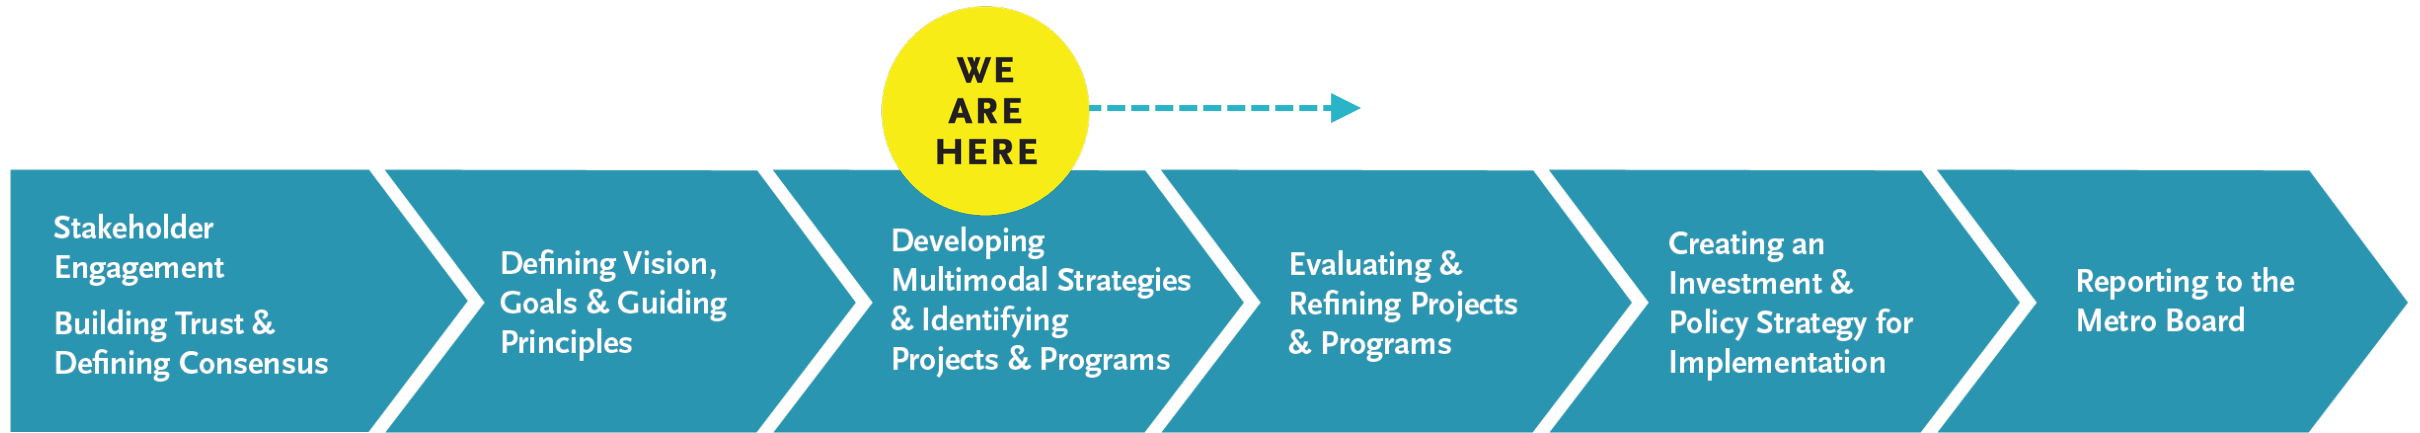 WE
ARE
HERE
Stakeholder
Engagement
Building Trust &
Defining Consensus
Defining Vision,
Goals & Guiding
Principles
Developing
Multimodal Strategies
& Identifying
Projects & Programs
Evaluating &
Refining Projects
& Programs
Creating an
Investment &
Policy Strategy for
Implementation
Reporting to the
Metro Board